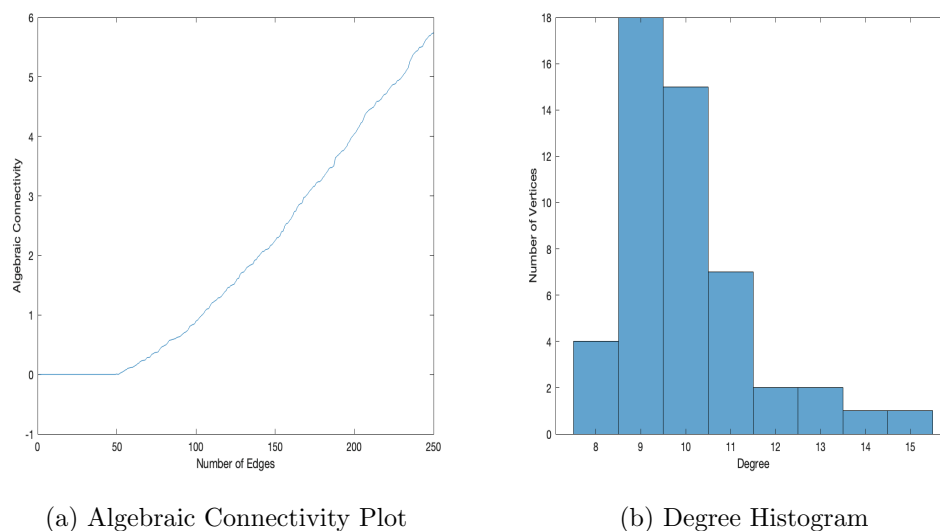 6
5
4
3
2
1
0
-1
Algebraic Connectivity
0 50 100 150 200 250
Number of Edges
18
16
14
12
10
8
6
4
2
0
Number of Vertices
8 9 10 11 12 13 14 15
Degree
(a) Algebraic Connectivity Plot
(b) Degree Histogram